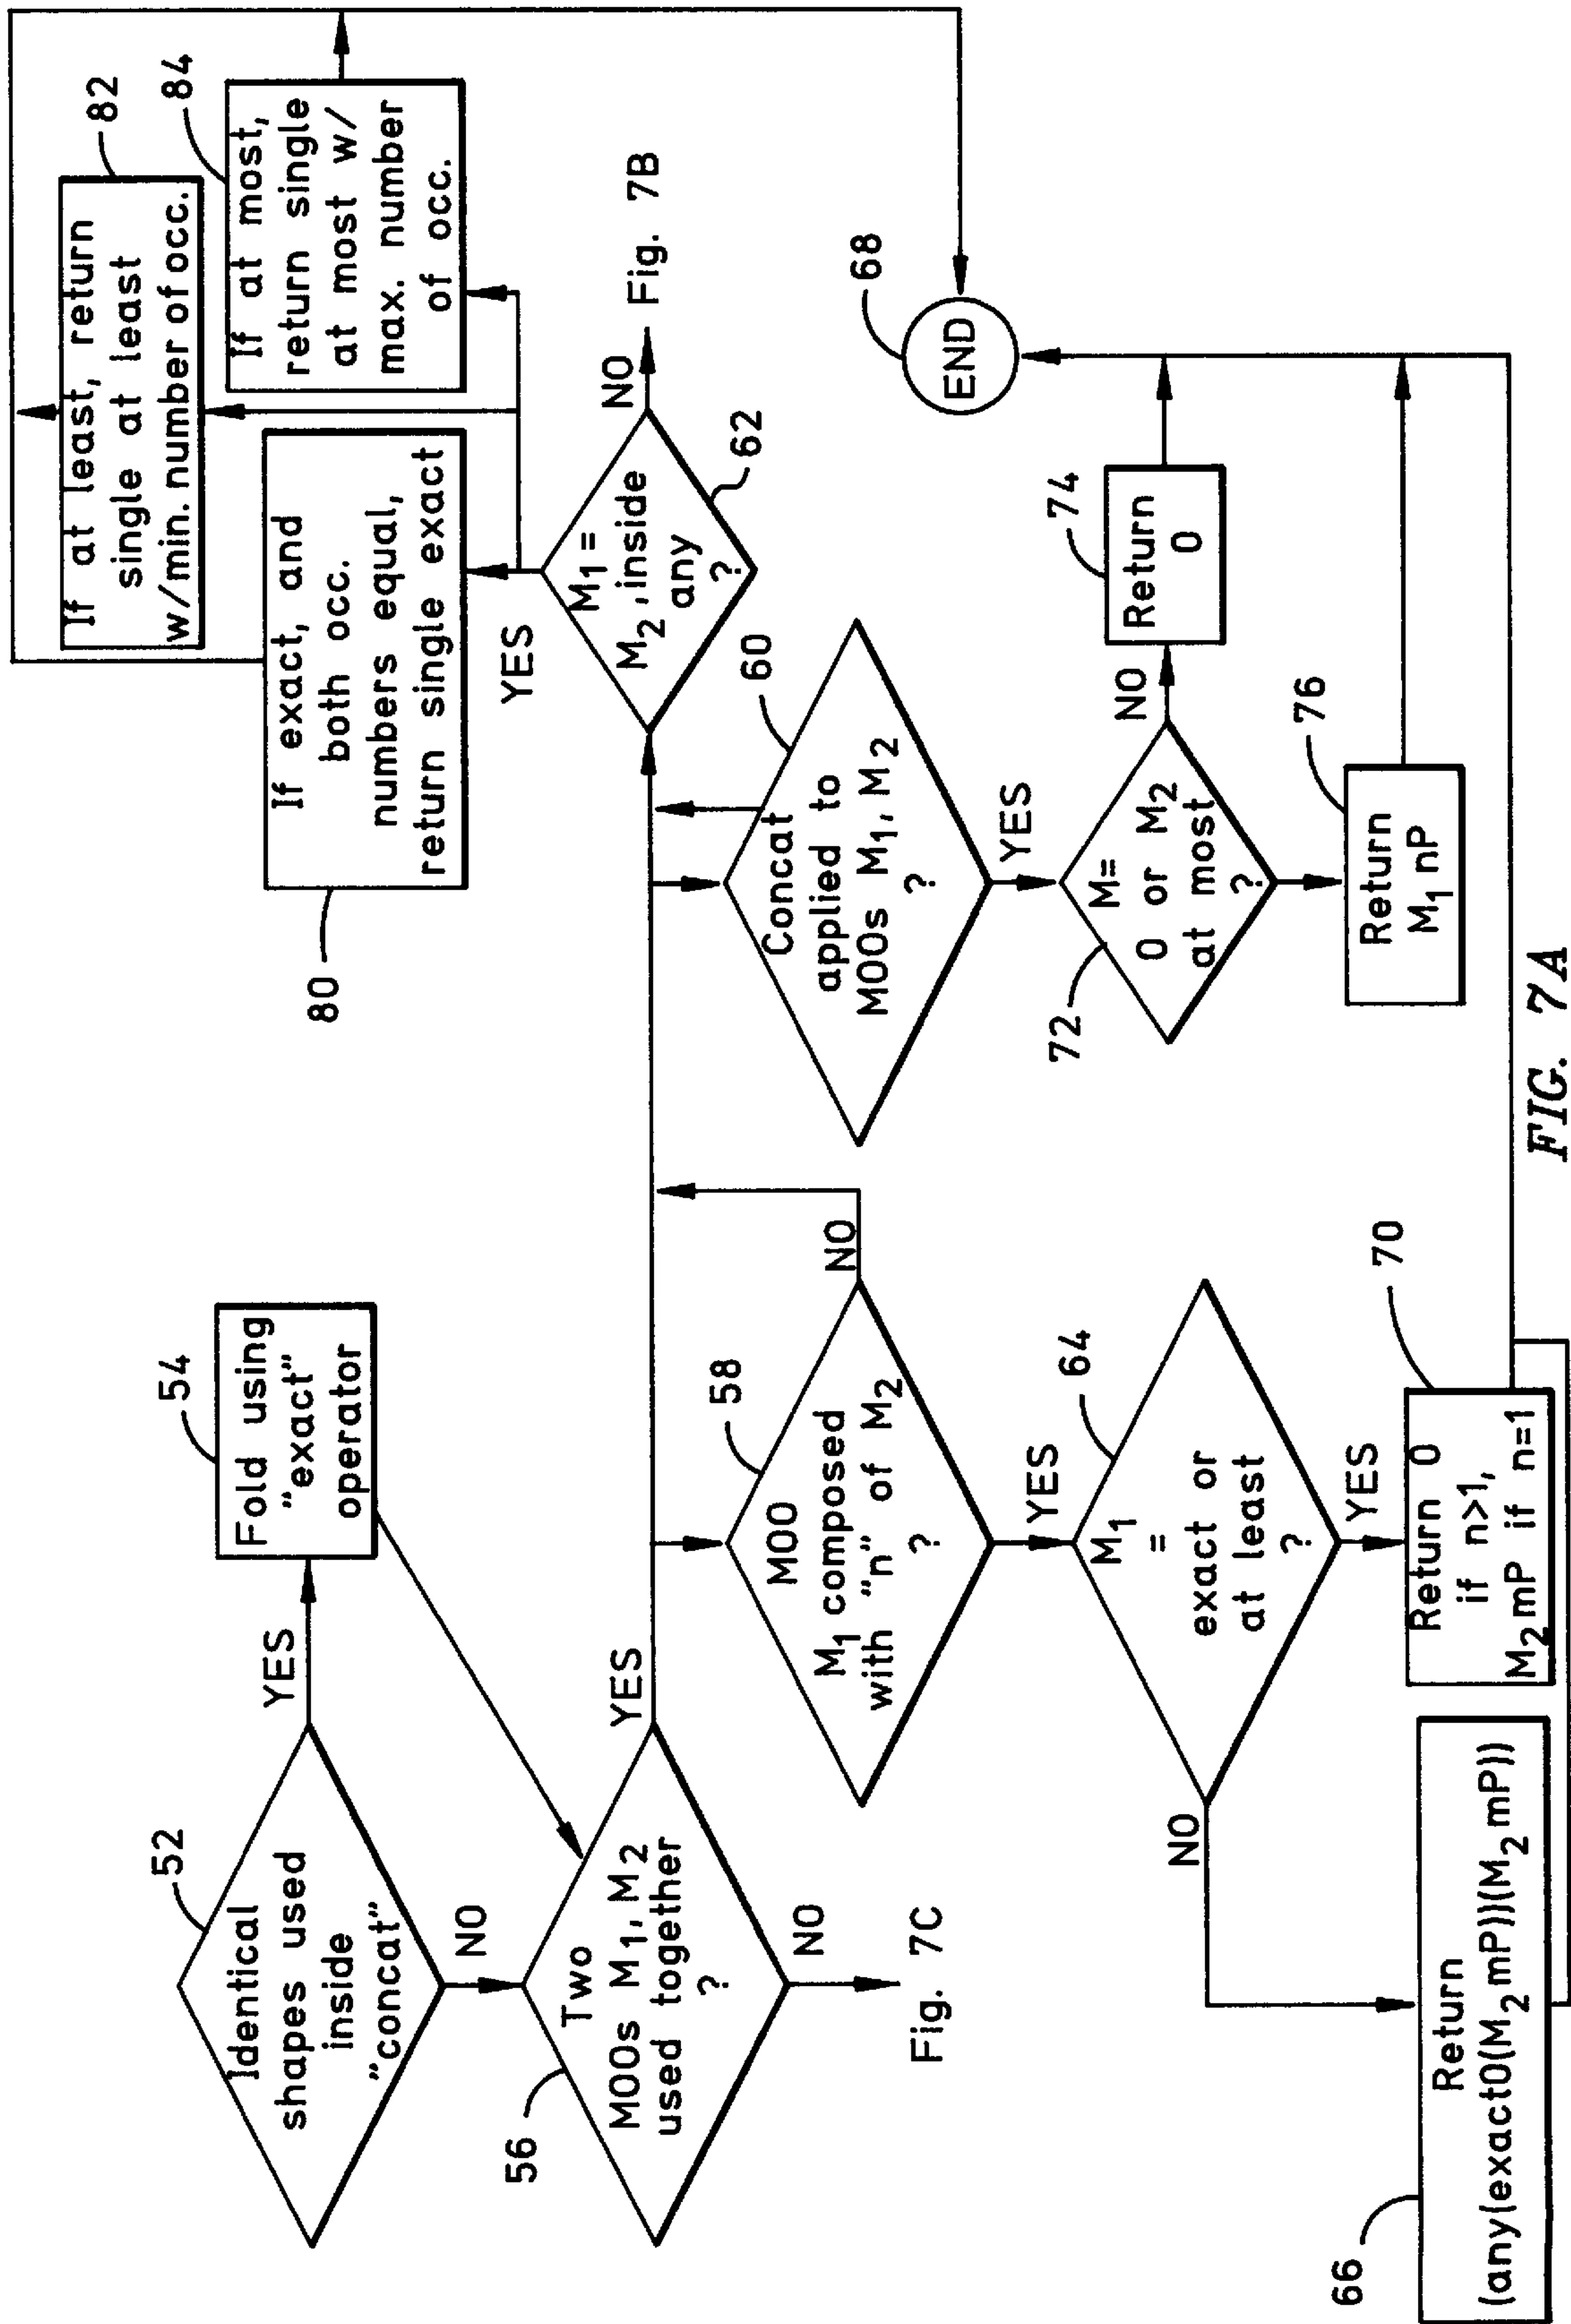 52
Identical
shapes used
inside
"concat"
YES
NO
54
Fold using
"exact"
operator
56
Two
MOOs M1, M2
used together
?
YES
NO
Fig. 7C
58
MOO
M1 composed
with "n" of M2
?
NO
YES
64
M1
=
exact or
at least
?
NO
YES
66
Return
(any(exact0(M2mP))(M2mP))
70
Return 0
if n>1,
M2mP if n=1
60
Concat
applied to
MOOs M1, M2
?
YES
72
M=
0 or M2
at most
?
NO
74
Return
0
76
Return
M1 nP
62
M1=
M2, inside
any
?
YES
NO
Fig. 7B
80
If exact, and
both occ.
numbers equal,
return single exact
82
If at least, return
single at least
w/min. number of occ.
84
If at most,
return single
at most w/
max. number
of occ.
68
END
FIG. 7A